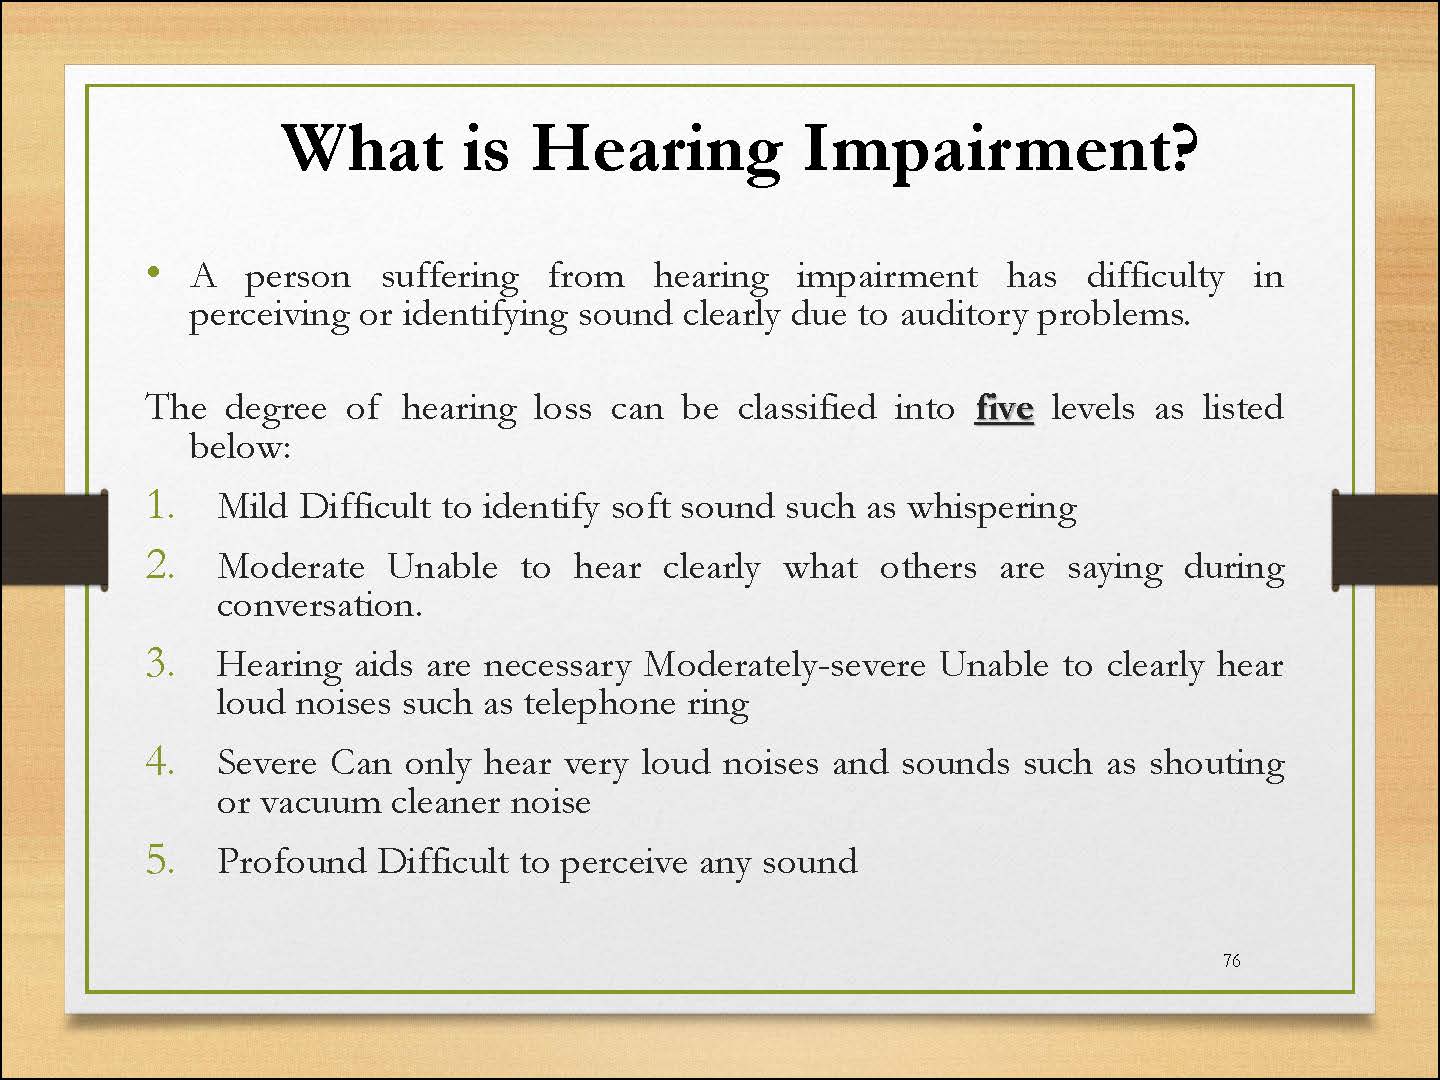 What is Hearing Impairment?
• A person suffering from hearing impairment has difficulty in
perceiving or identifying sound clearly due to auditory problems.
The degree of hearing loss can be classified into five levels as listed
below:
1. Mild Difficult to identify soft sound such as whispering
2. Moderate Unable to hear clearly what others are saying during
conversation.
3. Hearing aids are necessary Moderately-severe Unable to clearly hear
loud noises such as telephone ring
4. Severe Can only hear very loud noises and sounds such as shouting
or vacuum cleaner noise
5. Profound Difficult to perceive any sound
76